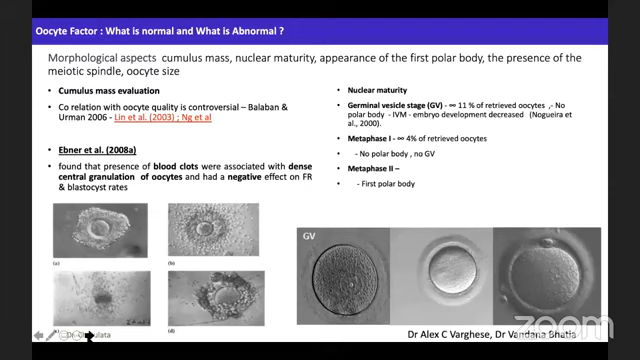 Oocyte Factor : What is normal and What is Abnormal ?
Morphological aspects cumulus mass, nuclear maturity, appearance of the first polar body, the presence of the
meiotic spindle, oocyte size
• Cumulus mass evaluation
• Co relation with oocyte quality is controversial – Balaban &
Urman 2006 - Lin et al. (2003) ; Ng et al
• Ebner et al. (2008a)
• found that presence of blood clots were associated with dense
central granulation of oocytes and had a negative effect on FR
& blastocyst rates
• Nuclear maturity
• Germinal vesicle stage (GV) - ∞ 11 % of retrieved oocytes ,- No
polar body - IVM- embryo development decreased (Nogueira et
al., 2000).
• Metaphase I - ∞ 4% of retrieved oocytes
• - No polar body , no GV
• Metaphase II –
• - First polar body
(a)
(b)
(d)
GV
Dr Alex C Varghese, Dr Vandana Bhatia
zoom